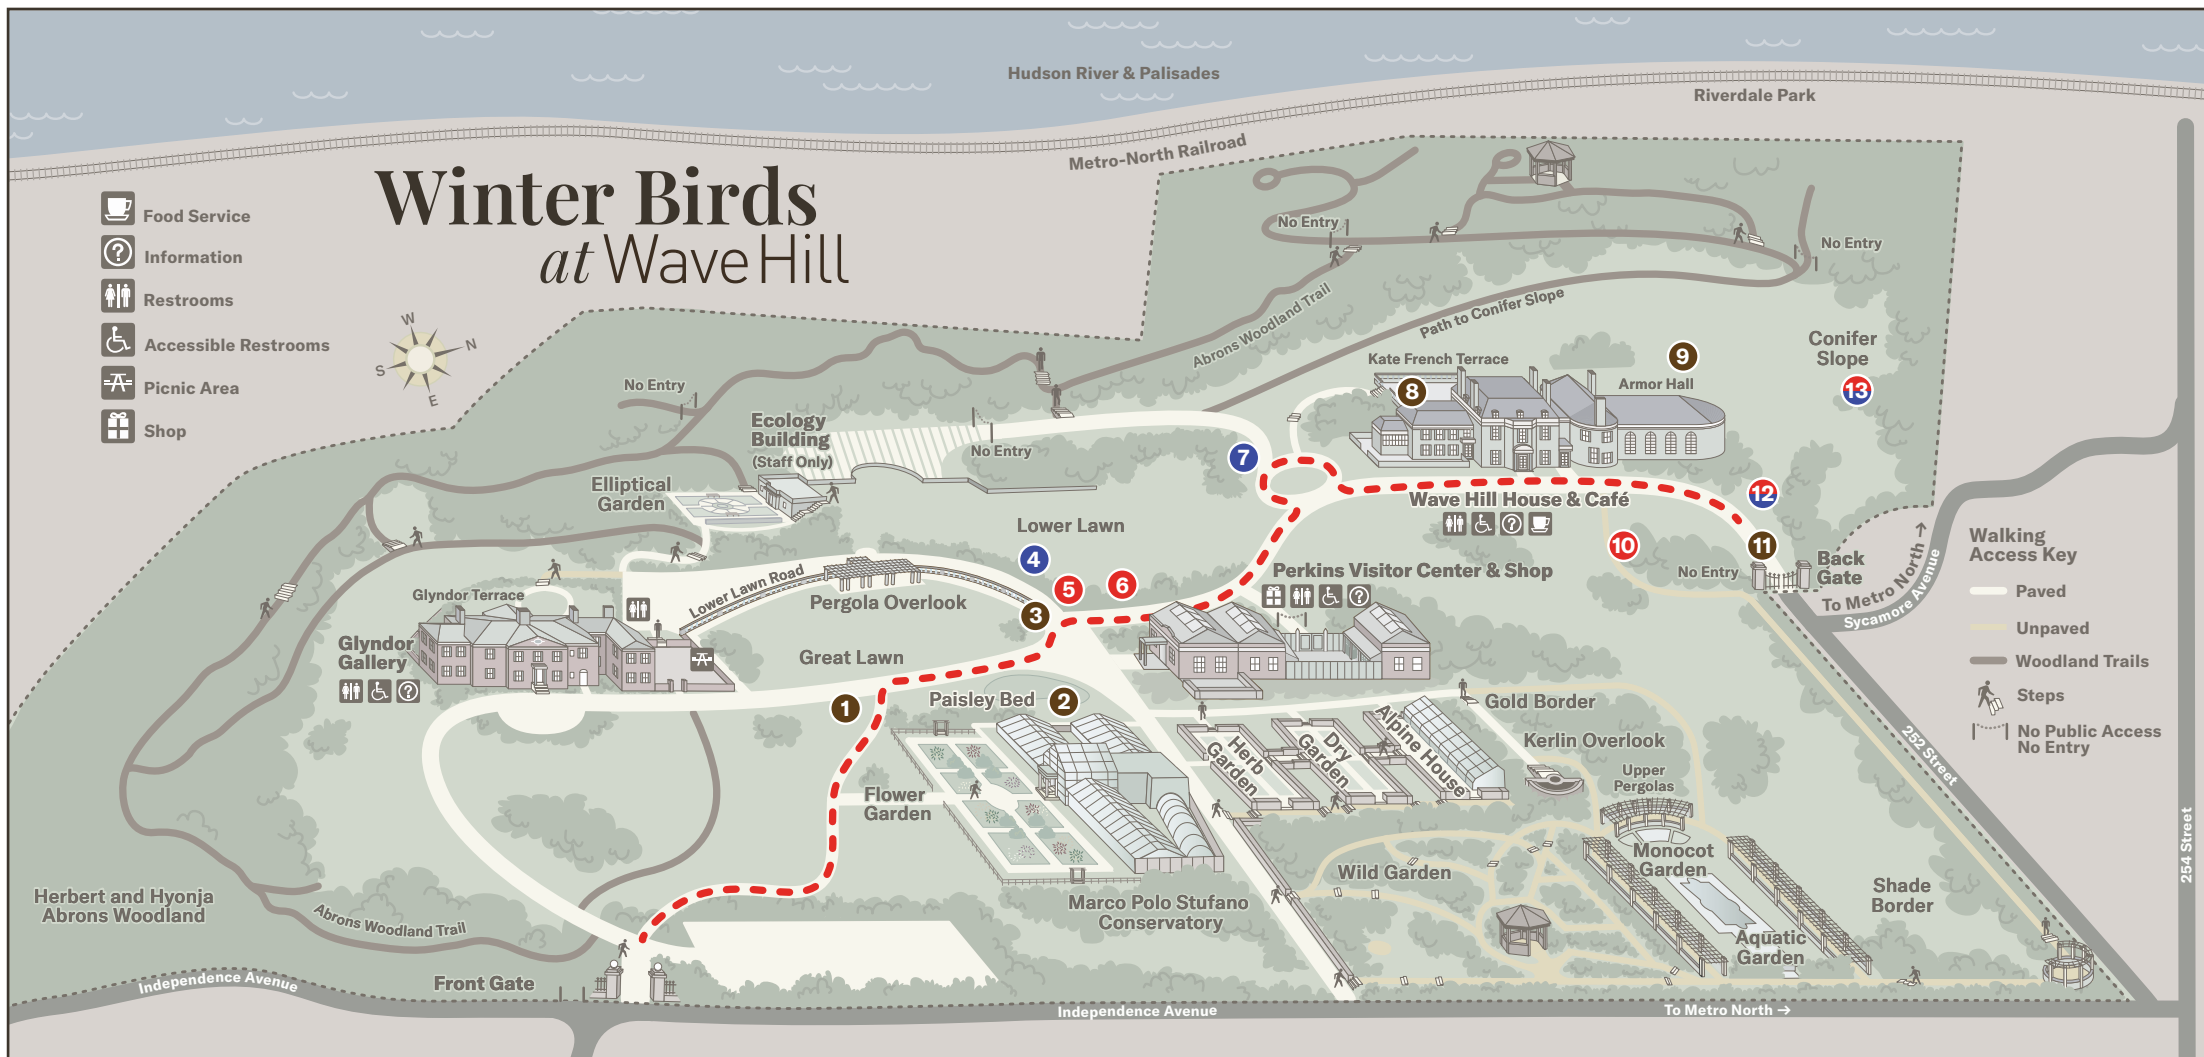 Hudson River & Palisades
Riverdale Park
Metro-North Railroad
Winter Birds
at Wave Hill
Food Service
Information
Restrooms
Accessible Restrooms
Picnic Area
Shop
W
N
S
E
No Entry
No Entry
Abrons Woodland Trail
Path to Conifer Slope
Conifer
Slope
13
Kate French Terrace
8
9
Armor Hall
No Entry
Ecology
Building
(Staff Only)
No Entry
7
Elliptical
Garden
Lower Lawn
Wave Hill House & Café
12
10
11
Back
Gate
No Entry
To Metro North →
Sycamore Avenue
Walking
Access Key
Paved
Unpaved
Woodland Trails
Steps
No Public Access
No Entry
4
5
6
3
Perkins Visitor Center & Shop
Lower Lawn Road
Pergola Overlook
Glyndor Terrace
Glyndor
Gallery
Great Lawn
1
Paisley Bed
2
Gold Border
Kerlin Overlook
Herb
Garden
Dry
Garden
Alpine House
Upper
Pergolas
Flower
Garden
Monocot
Garden
Wild Garden
Aquatic
Garden
Shade
Border
Marco Polo Stufano
Conservatory
252 Street
254 Street
Herbert and Hyonja
Abrons Woodland
Abrons Woodland Trail
Front Gate
Independence Avenue
Independence Avenue
To Metro North →